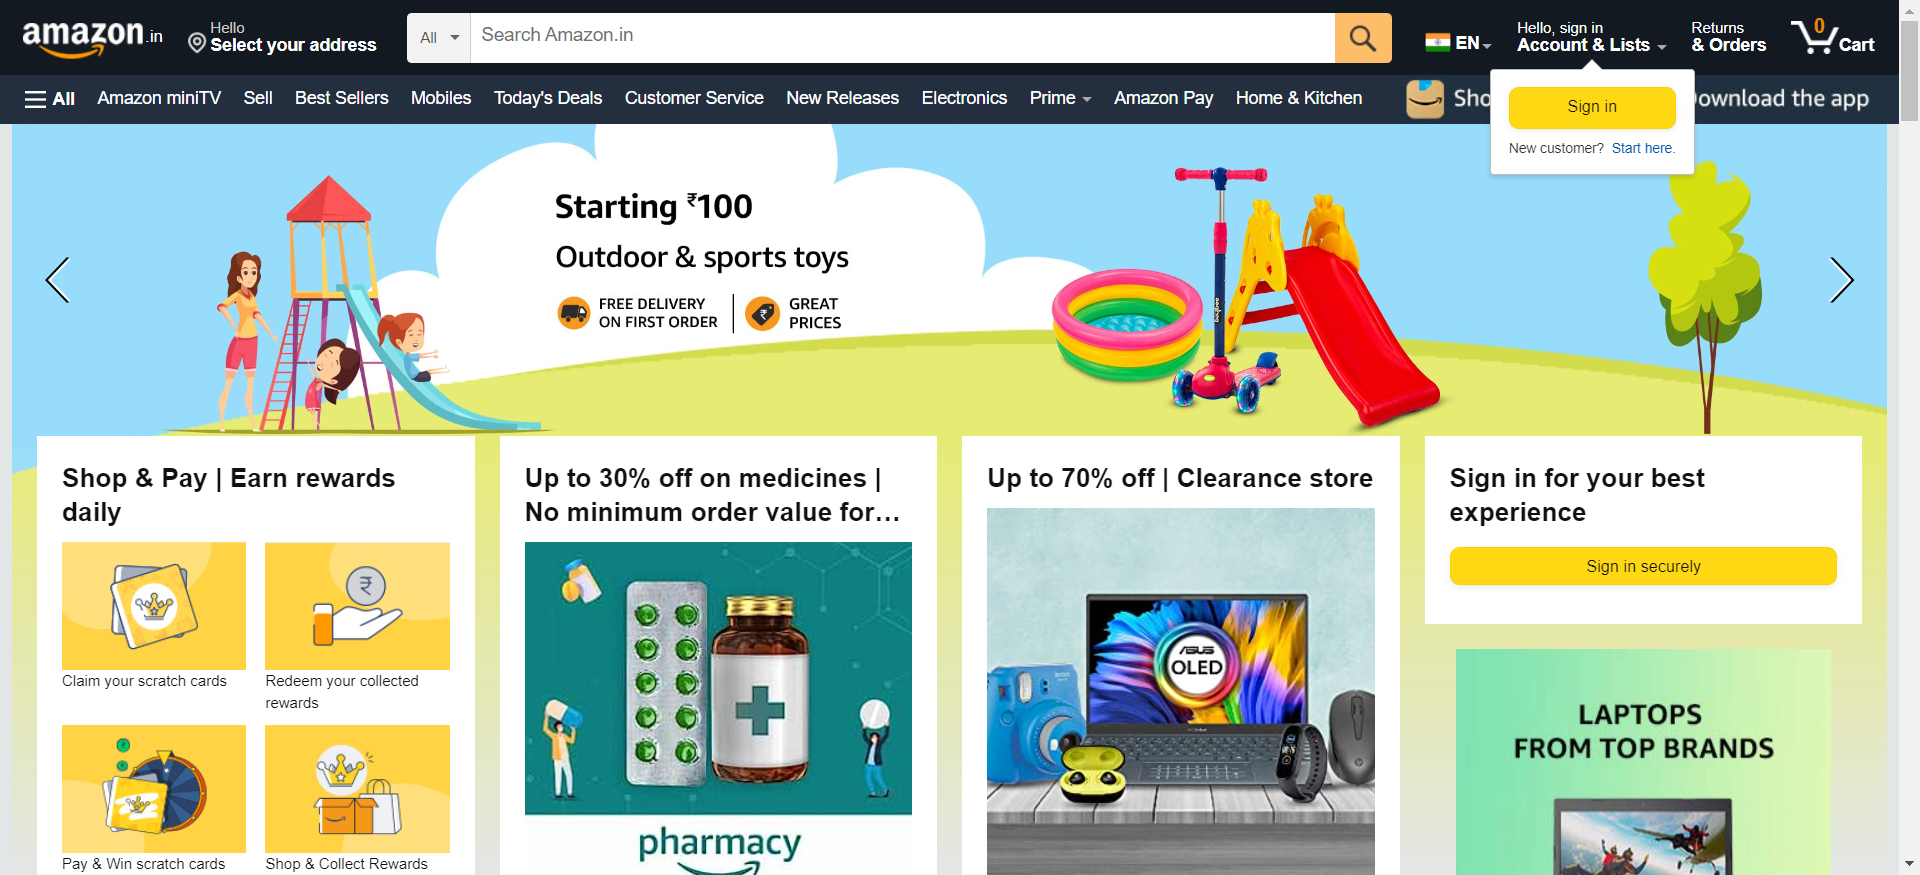 amazon.in
Hello
Select your address
All
Search Amazon.in
EN
Hello, sign in
Account & Lists
Returns
& Orders
0
Cart
All
Amazon miniTV
Sell
Best Sellers
Mobiles
Today's Deals
Customer Service
New Releases
Electronics
Prime
Amazon Pay
Home & Kitchen
Sho
ownload the app
Sign in
New customer? Start here.
Starting ₹100
Outdoor & sports toys
FREE DELIVERY
ON FIRST ORDER
GREAT
PRICES
Shop & Pay | Earn rewards
daily
Claim your scratch cards
Redeem your collected
rewards
Pay & Win scratch cards
Shop & Collect Rewards
Up to 30% off on medicines |
No minimum order value for…
pharmacy
Up to 70% off | Clearance store
ASUS
OLED
Sign in for your best
experience
Sign in securely
LAPTOPS
FROM TOP BRANDS